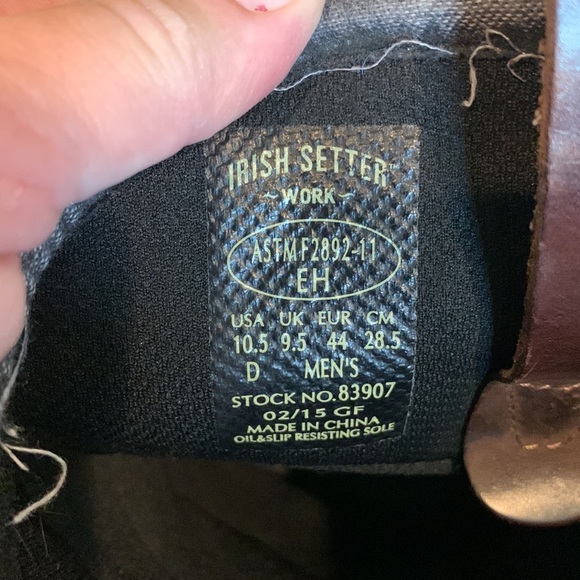 IRISH SETTER™
~WORK~
ASTM F2892-11
EH
USA UK EUR CM
10.5 9.5 44 28.5
D MEN'S
STOCK NO. 83907
02/15 GF
MADE IN CHINA
OIL&SLIP RESISTING SOLE